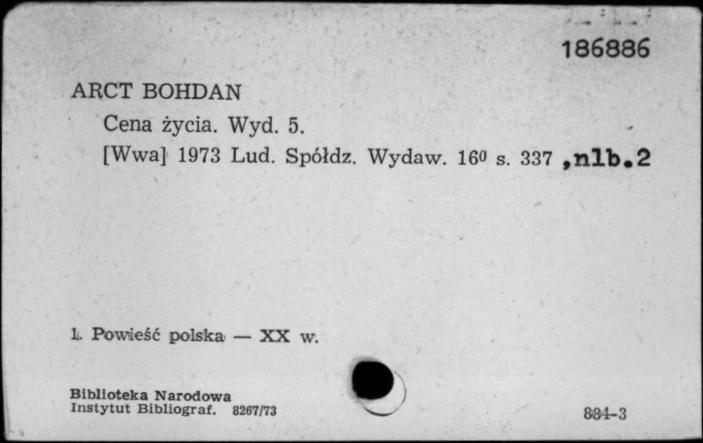 186886
ARCT BOHDAN
Cena życia. Wyd. 5.
[Wwa] 1973 Lud. Spółdz. Wydaw. 16⁰ s. 337 ,nlb.2
1. Powieść polska — XX w.
Biblioteka Narodowa
Instytut Bibliograf. 8267/73
884-3